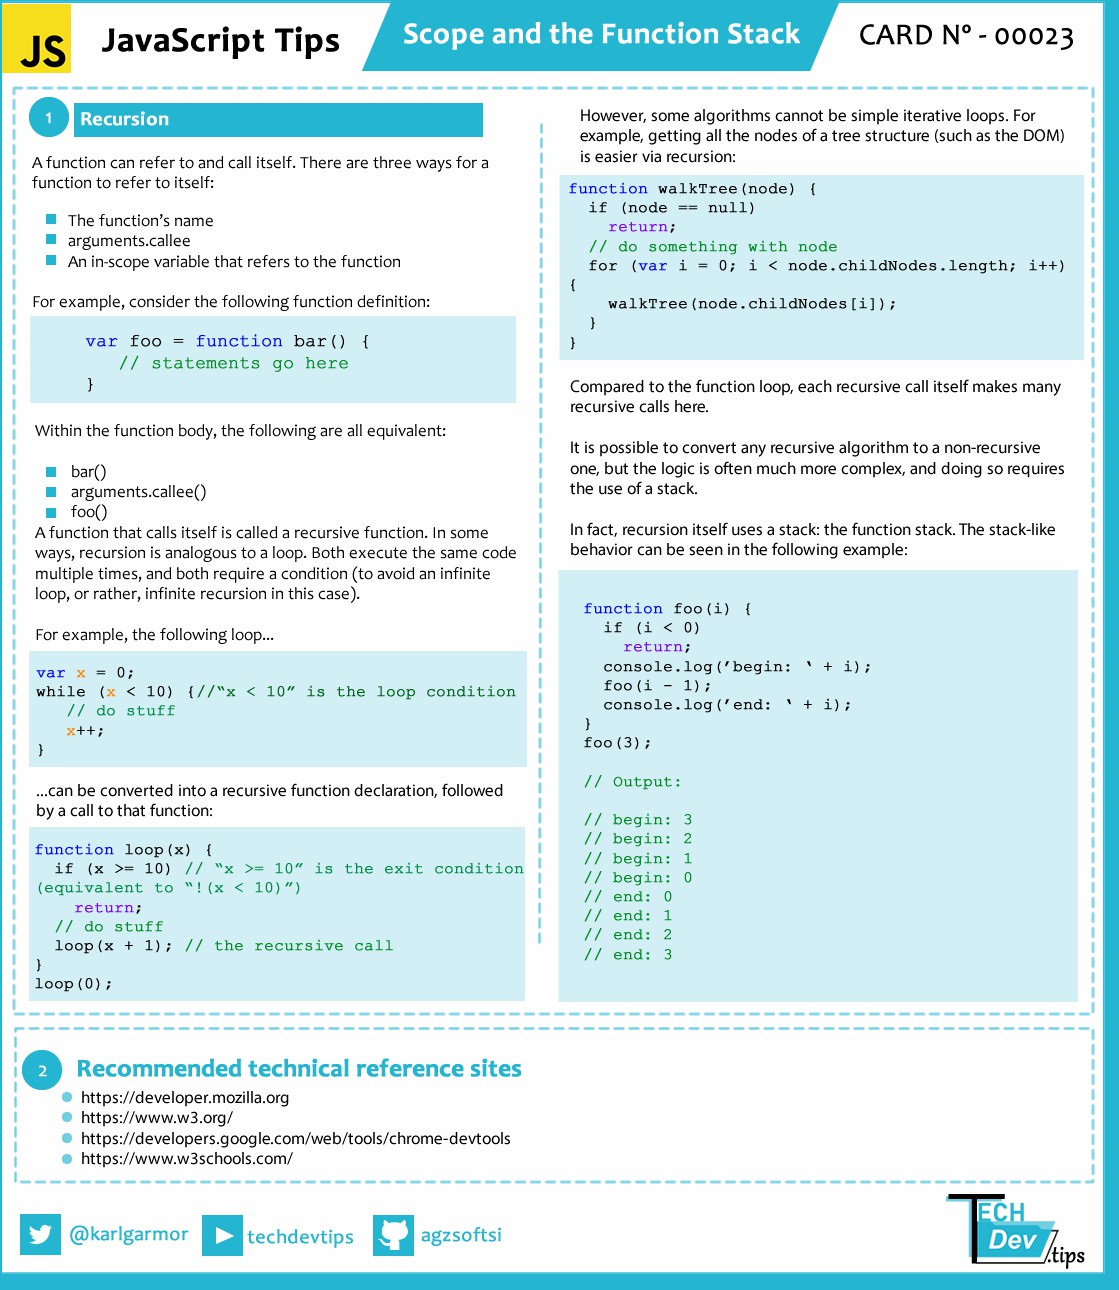 JS
JavaScript Tips
Scope and the Function Stack
CARD Nº - 00023
1
Recursion
A function can refer to and call itself. There are three ways for a
function to refer to itself:
The function’s name
arguments.callee
An in-scope variable that refers to the function
For example, consider the following function definition:
var foo = function bar() {
// statements go here
}
Within the function body, the following are all equivalent:
bar()
arguments.callee()
foo()
A function that calls itself is called a recursive function. In some
ways, recursion is analogous to a loop. Both execute the same code
multiple times, and both require a condition (to avoid an infinite
loop, or rather, infinite recursion in this case).
For example, the following loop...
var x = 0;
while (x < 10) {//“x < 10” is the loop condition
// do stuff
x++;
}
...can be converted into a recursive function declaration, followed
by a call to that function:
function loop(x) {
if (x >= 10) // “x >= 10” is the exit condition
(equivalent to “!(x < 10)”)
return;
// do stuff
loop(x + 1); // the recursive call
}
loop(0);
However, some algorithms cannot be simple iterative loops. For
example, getting all the nodes of a tree structure (such as the DOM)
is easier via recursion:
function walkTree(node) {
if (node == null)
return;
// do something with node
for (var i = 0; i < node.childNodes.length; i++)
{
walkTree(node.childNodes[i]);
}
}
Compared to the function loop, each recursive call itself makes many
recursive calls here.
It is possible to convert any recursive algorithm to a non-recursive
one, but the logic is often much more complex, and doing so requires
the use of a stack.
In fact, recursion itself uses a stack: the function stack. The stack-like
behavior can be seen in the following example:
function foo(i) {
if (i < 0)
return;
console.log(’begin: ‘ + i);
foo(i - 1);
console.log(’end: ‘ + i);
}
foo(3);
// Output:
// begin: 3
// begin: 2
// begin: 1
// begin: 0
// end: 0
// end: 1
// end: 2
// end: 3
2
Recommended technical reference sites
https://developer.mozilla.org
https://www.w3.org/
https://developers.google.com/web/tools/chrome-devtools
https://www.w3schools.com/
@karlgarmor
techdevtips
agzsoftsi
TECH
Dev
.tips